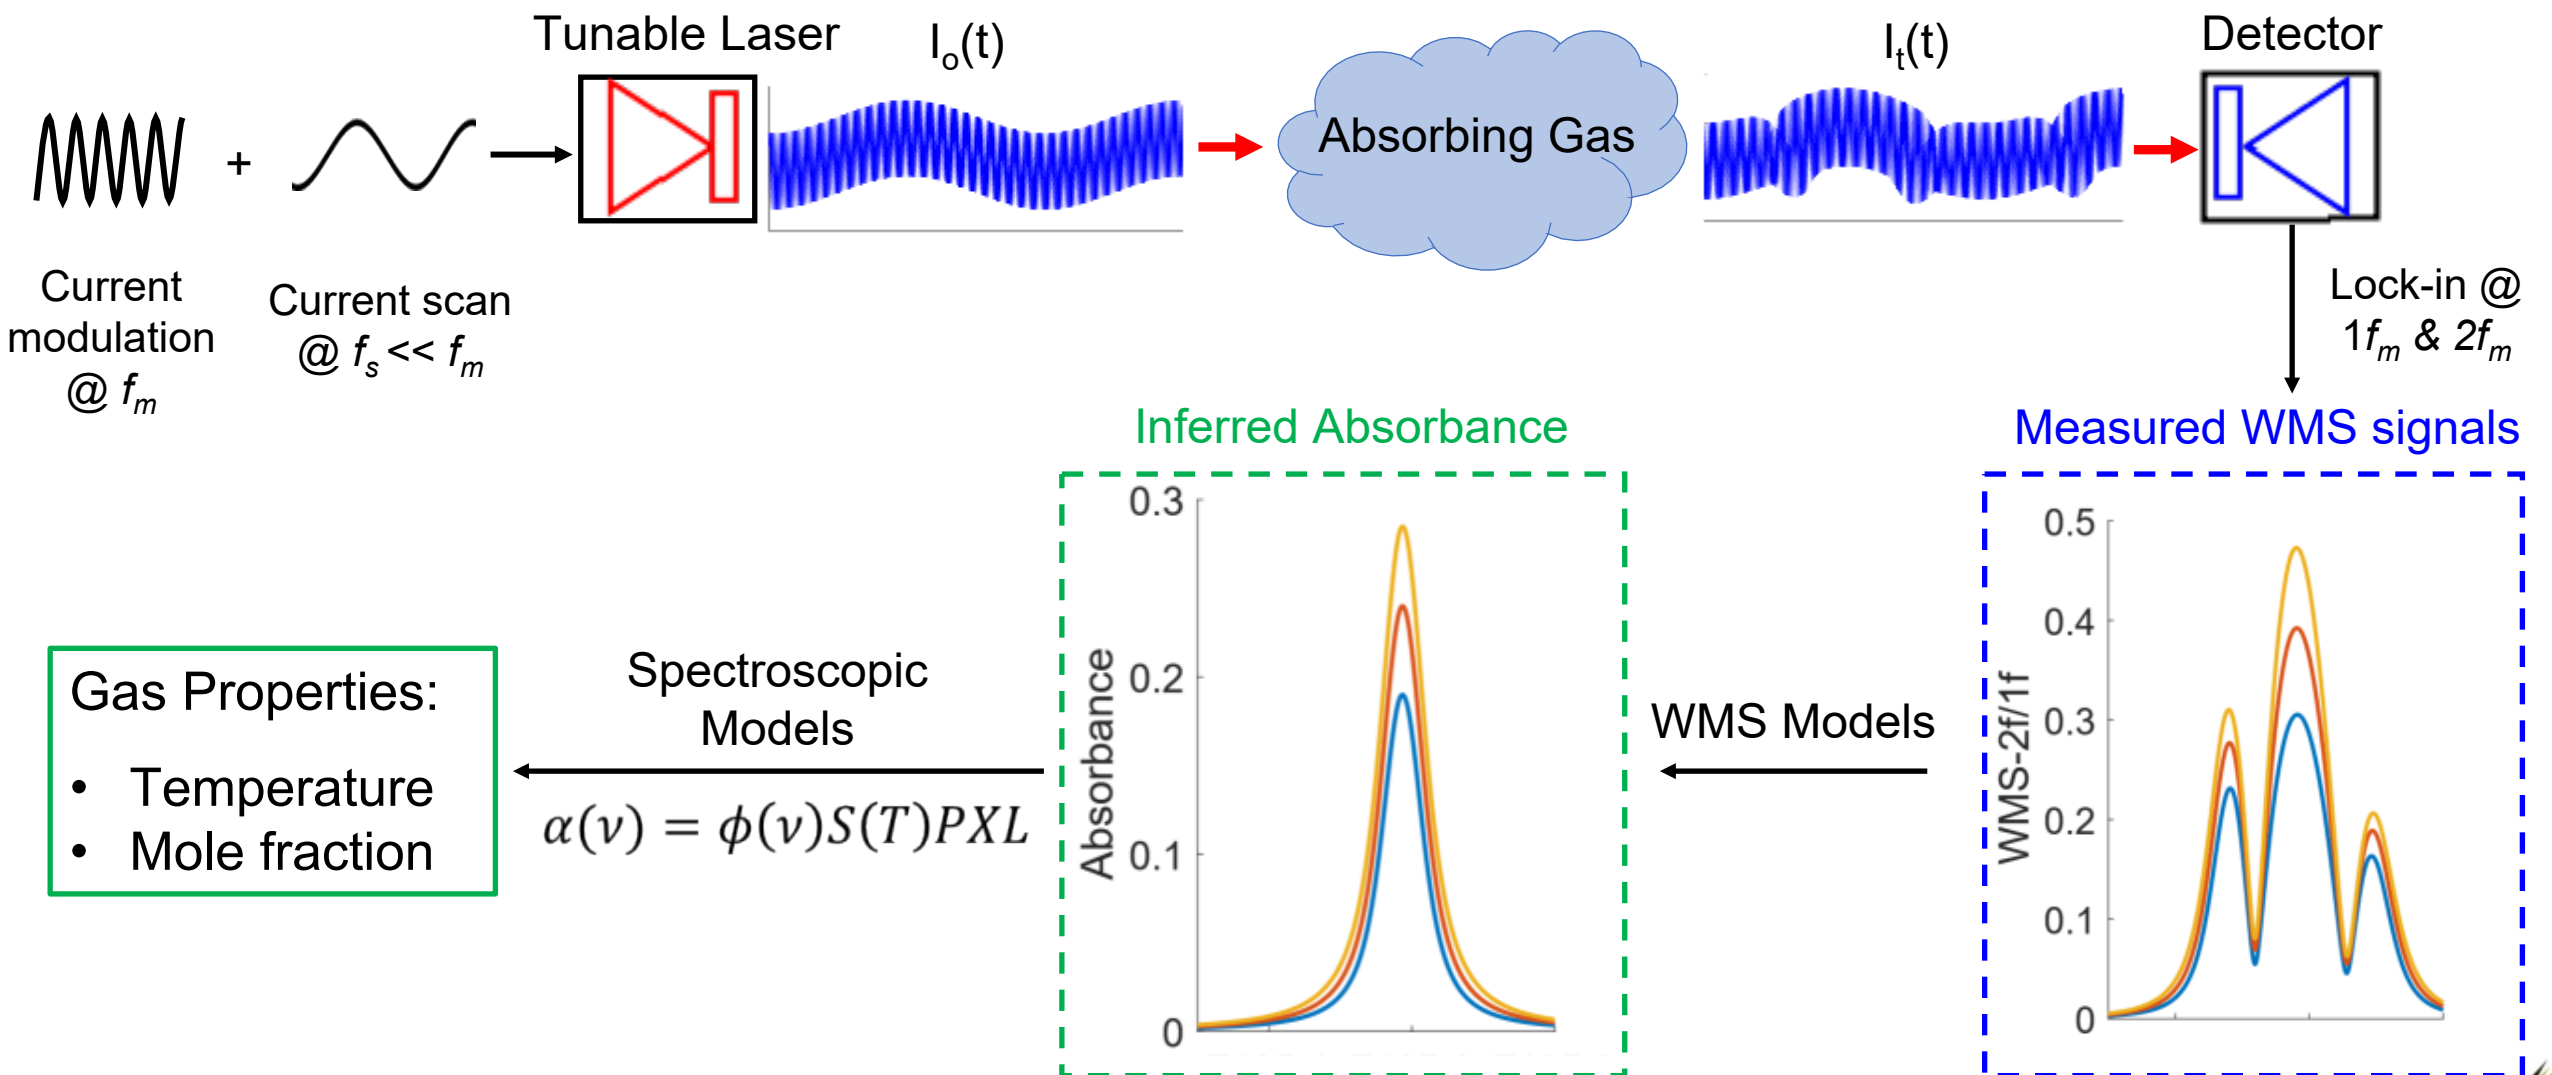 Tunable Laser
I₀(t)
Iₜ(t)
Detector
+
Absorbing Gas
Current
modulation
@ fₘ
Current scan
@ fₛ << fₘ
Lock-in @
1fₘ & 2fₘ
Inferred Absorbance
Measured WMS signals
Absorbance
0.3
0.2
0.1
0
WMS-2f/1f
0.5
0.4
0.3
0.2
0.1
0
WMS Models
Spectroscopic
Models
α(ν) = ϕ(ν)S(T)PXL
Gas Properties:
• Temperature
• Mole fraction